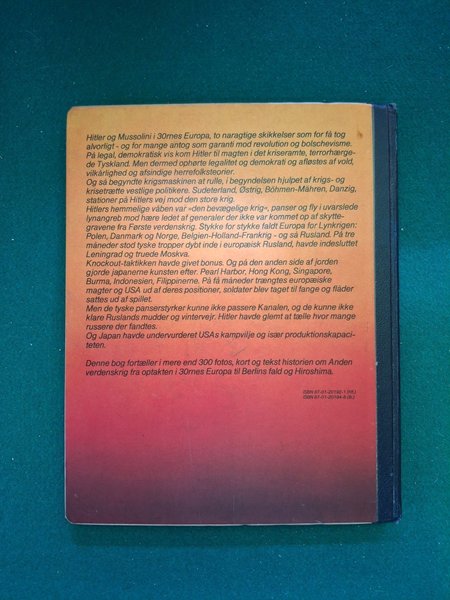 Hitler og Mussolini i 30rnes Europa, to naragtige skikkelser som for få tog
alvorligt - og for mange antog som garanti mod revolution og bolschevisme.
På legal, demokratisk vis kom Hitler til magten i det kriseramte, terrorhærge-
de Tyskland. Men dermed ophørte legalitet og demokrati og afløstes af vold,
vilkårlighed og afsindige herrefolksteorier.
Og så begyndte krigsmaskinen at rulle, i begyndelsen hjulpet af krigs- og
krisetrætte vestlige politikere. Sudeterland, Østrig, Böhmen-Mähren, Danzig,
stationer på Hitlers vej mod den store krig.
Hitlers hemmelige våben var «den bevægelige krig», panser og fly i uvarslede
lynangreb mod hære ledet af generaler der ikke var kommet op af skytte-
gravene fra Første verdenskrig. Stykke for stykke faldt Europa for Lynkrigen:
Polen, Danmark og Norge, Belgien-Holland-Frankrig - og så Rusland. På tre
måneder stod tyske tropper dybt inde i europæisk Rusland, havde indesluttet
Leningrad og truede Moskva.
Knockout-taktikken havde givet bonus. Og på den anden side af jorden
gjorde japanerne kunsten efter. Pearl Harbor, Hong Kong, Singapore,
Burma, Indonesien, Filippinerne. På få måneder trængtes europæiske
magter og USA ud af deres positioner, soldater blev taget til fange og flåder
sattes ud af spillet.
Men de tyske panserstyrker kunne ikke passere Kanalen, og de kunne ikke
klare Ruslands mudder og vintervejr. Hitler havde glemt at tælle hvor mange
russere der fandtes.
Og Japan havde undervurderet USAs kampvilje og især produktionskapaci-
teten.
Denne bog fortæller i mere end 300 fotos, kort og tekst historien om Anden
verdenskrig fra optakten i 30rnes Europa til Berlins fald og Hiroshima.
ISBN 87-01-20192-1 (Hf.)
ISBN 87-01-20194-8 (B.)